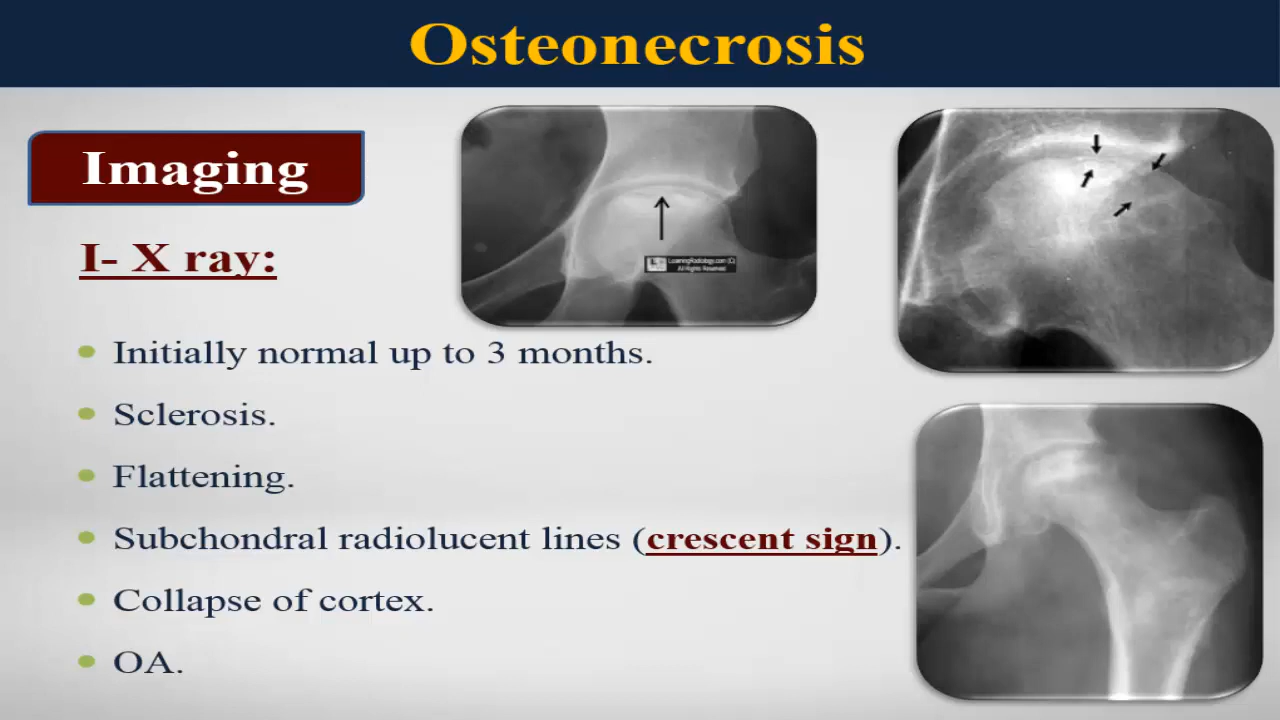 Osteonecrosis
Imaging
I- X ray:
LearningRadiology.com (C)
All Rights Reserved
Initially normal up to 3 months.
Sclerosis.
Flattening.
Subchondral radiolucent lines (crescent sign).
Collapse of cortex.
OA.